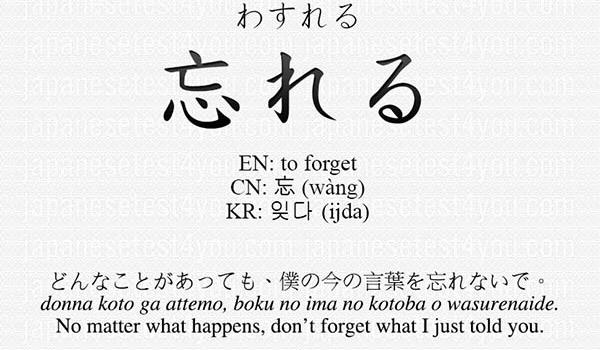 わすれる
忘れる
EN: to forget
CN: 忘 (wàng)
KR: 잊다 (ijda)
どんなことがあっても、僕の今の言葉を忘れないで。
donna koto ga attemo, boku no ima no kotoba o wasurenaide.
No matter what happens, don’t forget what I just told you.